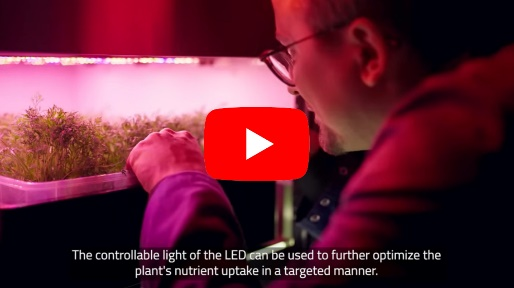 The controllable light of the LED can be used to further optimize the
plant's nutrient uptake in a targeted manner.